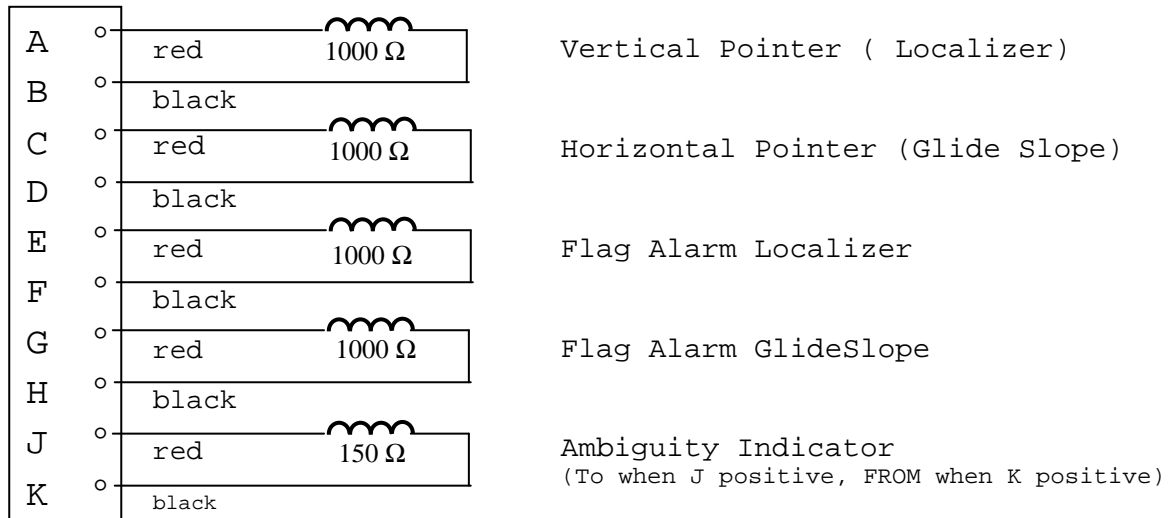 A red 1000 Ω Vertical Pointer ( Localizer)
B black
C red 1000 Ω Horizontal Pointer (Glide Slope)
D black
E red 1000 Ω Flag Alarm Localizer
F black
G red 1000 Ω Flag Alarm GlideSlope
H black
J red 150 Ω Ambiguity Indicator
(To when J positive, FROM when K positive)
K black